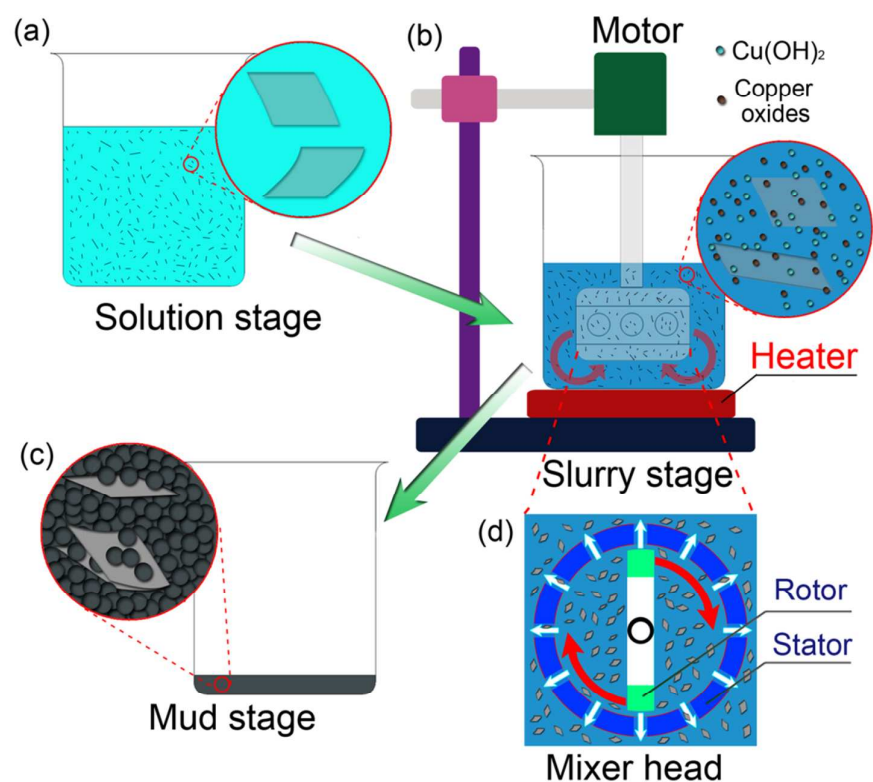 (a)
Solution stage
(b)
Motor
Cu(OH)₂
Copper
oxides
Heater
Slurry stage
(c)
Mud stage
(d)
Rotor
Stator
Mixer head